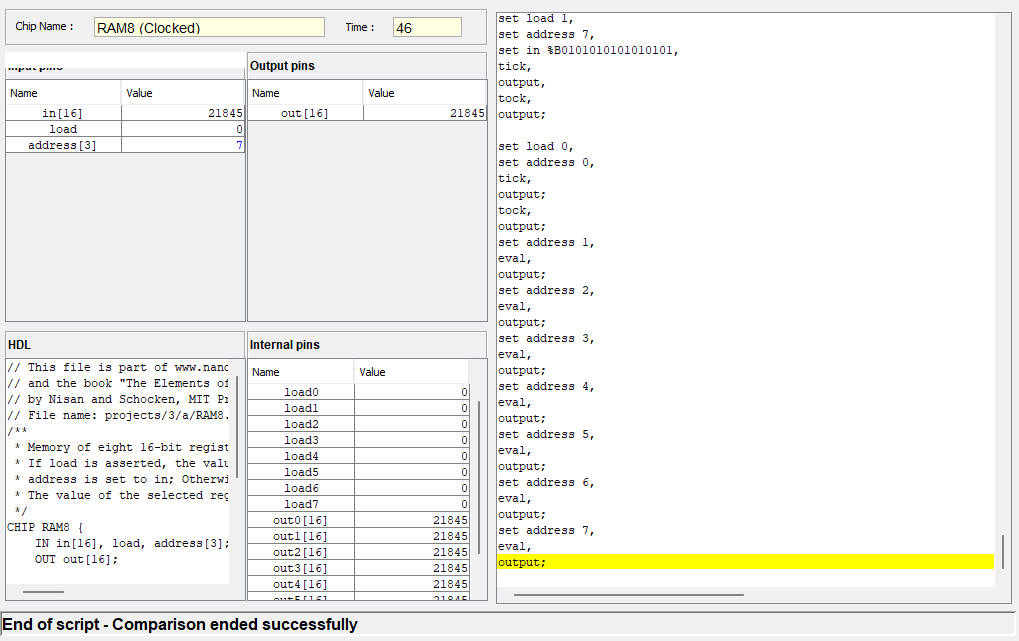 Chip Name :
RAM8 (Clocked)
Time :
46
Input pins
Name Value
in[16] 21845
load 0
address[3] 7
Output pins
Name Value
out[16] 21845
HDL
// This file is part of www.nand
// and the book "The Elements of
// by Nisan and Schocken, MIT Pr
// File name: projects/3/a/RAM8.
/**
 * Memory of eight 16-bit regist
 * If load is asserted, the valu
 * address is set to in; Otherwi
 * The value of the selected reg
 */
CHIP RAM8 {
    IN in[16], load, address[3];
    OUT out[16];
Internal pins
Name Value
load0 0
load1 0
load2 0
load3 0
load4 0
load5 0
load6 0
load7 0
out0[16] 21845
out1[16] 21845
out2[16] 21845
out3[16] 21845
out4[16] 21845
out5[16] 21845
set load 1,
set address 7,
set in %B0101010101010101,
tick,
output,
tock,
output;
set load 0,
set address 0,
tick,
output;
tock,
output;
set address 1,
eval,
output;
set address 2,
eval,
output;
set address 3,
eval,
output;
set address 4,
eval,
output;
set address 5,
eval,
output;
set address 6,
eval,
output;
set address 7,
eval,
output;
End of script - Comparison ended successfully